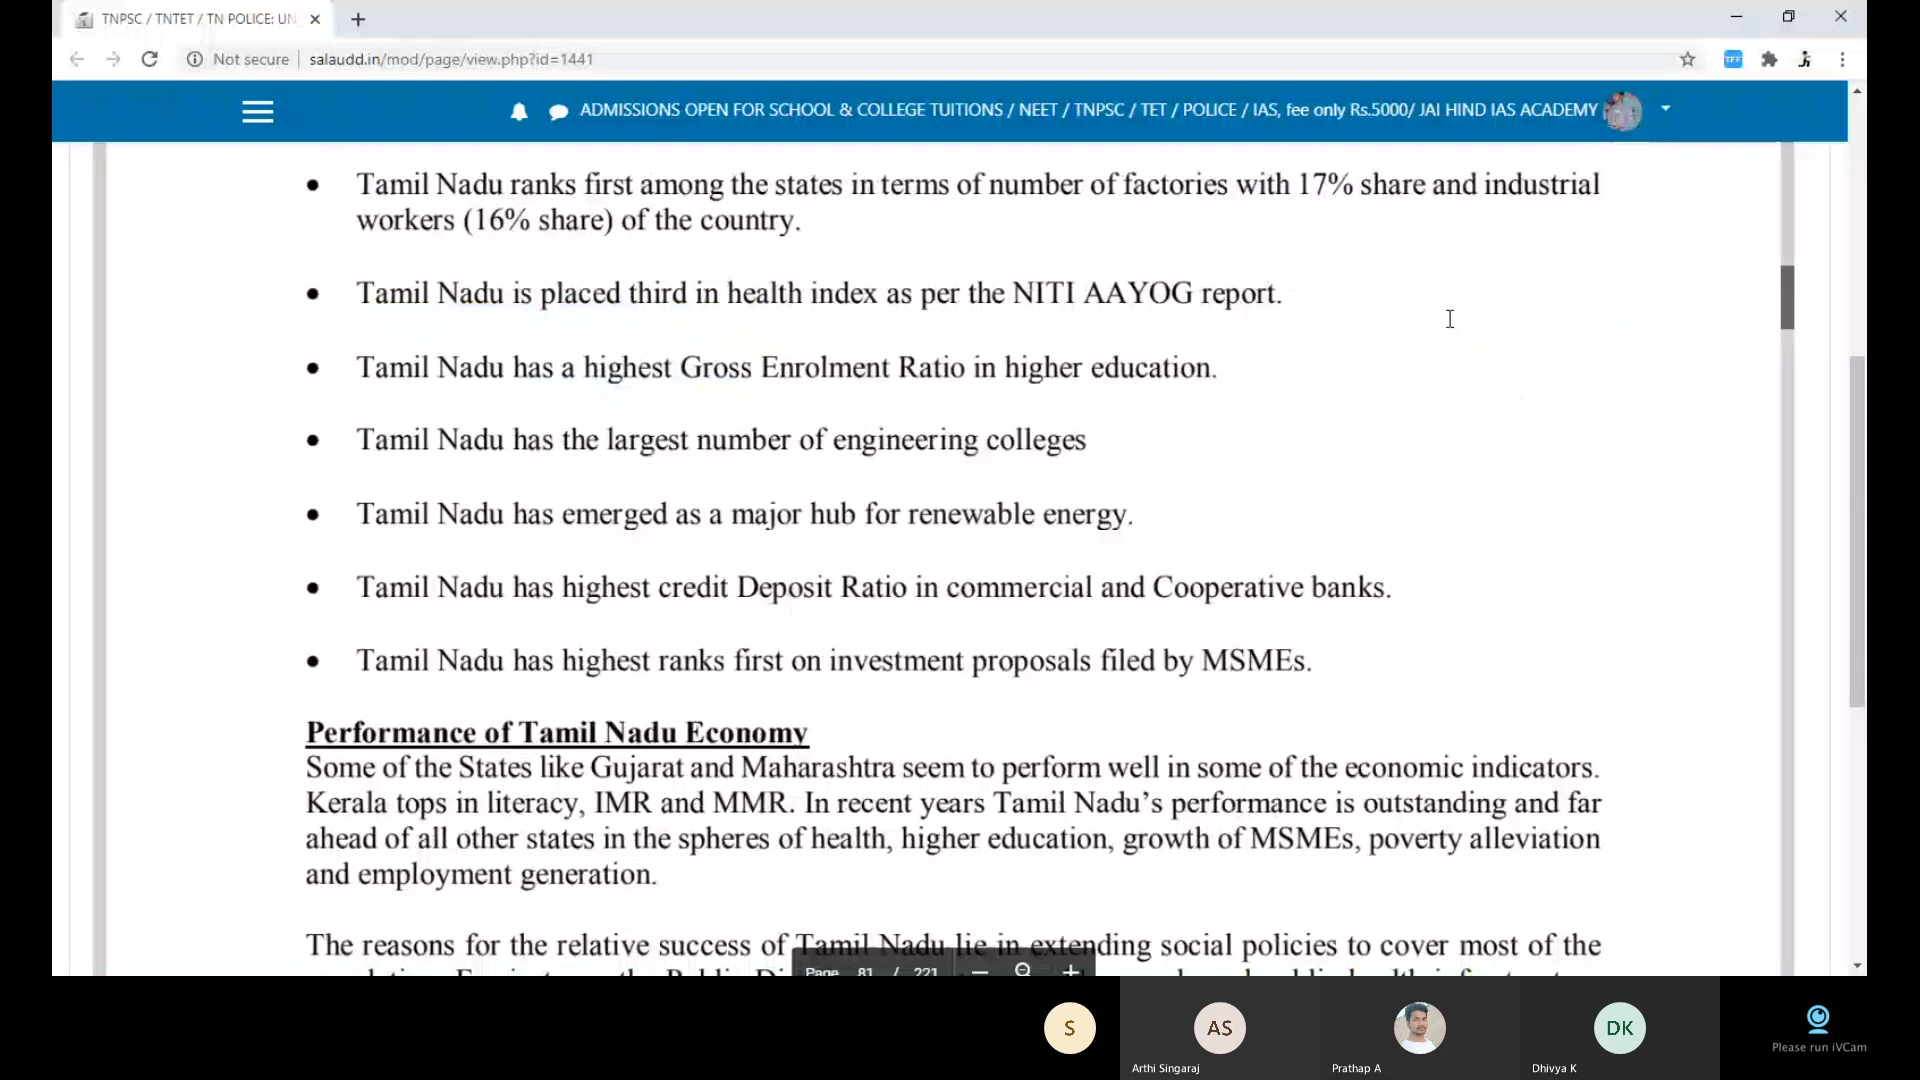 TNPSC / TNTET / TN POLICE: UN
Not secure
salaudd.in/mod/page/view.php?id=1441
ADMISSIONS OPEN FOR SCHOOL & COLLEGE TUITIONS / NEET / TNPSC / TET / POLICE / IAS, fee only Rs.5000/ JAI HIND IAS ACADEMY
• Tamil Nadu ranks first among the states in terms of number of factories with 17% share and industrial
workers (16% share) of the country.
• Tamil Nadu is placed third in health index as per the NITI AAYOG report.
• Tamil Nadu has a highest Gross Enrolment Ratio in higher education.
• Tamil Nadu has the largest number of engineering colleges
• Tamil Nadu has emerged as a major hub for renewable energy.
• Tamil Nadu has highest credit Deposit Ratio in commercial and Cooperative banks.
• Tamil Nadu has highest ranks first on investment proposals filed by MSMEs.
Performance of Tamil Nadu Economy
Some of the States like Gujarat and Maharashtra seem to perform well in some of the economic indicators.
Kerala tops in literacy, IMR and MMR. In recent years Tamil Nadu's performance is outstanding and far
ahead of all other states in the spheres of health, higher education, growth of MSMEs, poverty alleviation
and employment generation.
The reasons for the relative success of Tamil Nadu lie in extending social policies to cover most of the
Page 81 / 221
S
AS
DK
Please run iVCam
Arthi Singaraj
Prathap A
Dhivya K